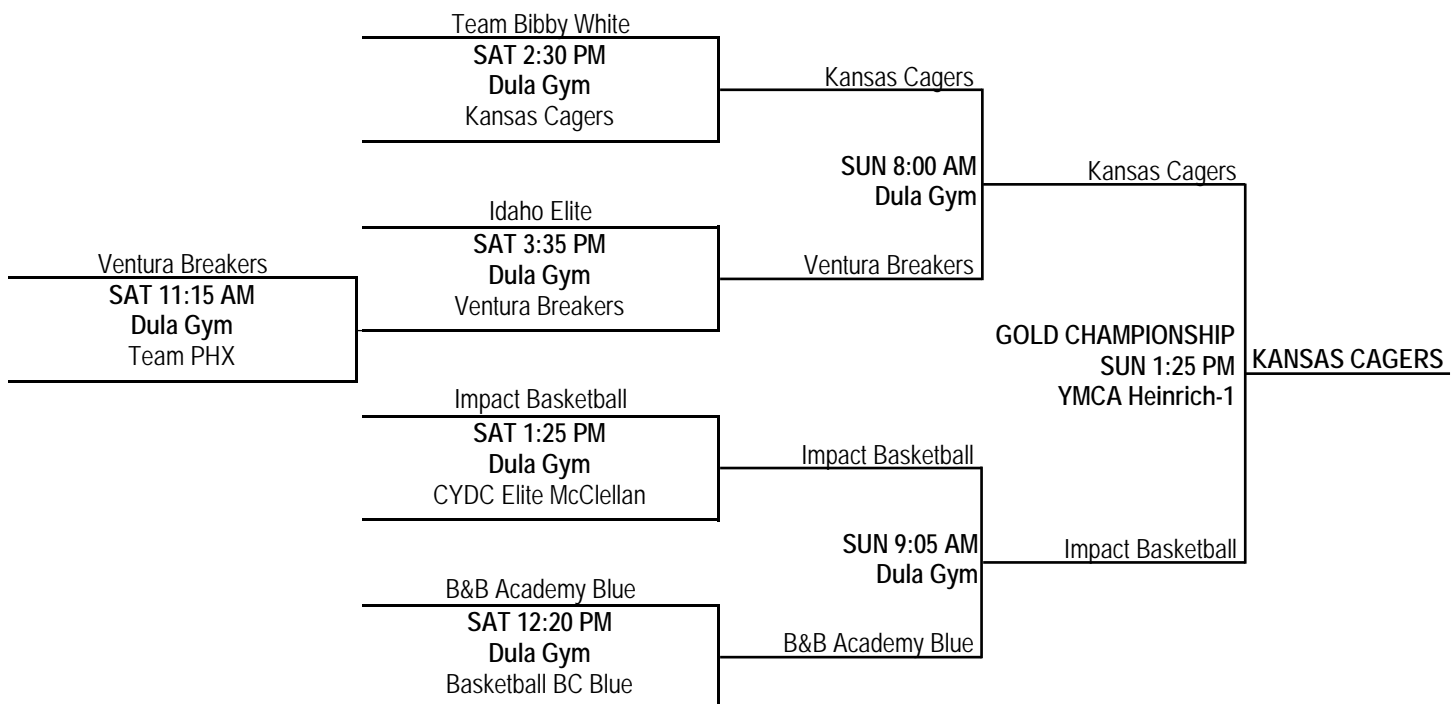 Team Bibby White
SAT 2:30 PM
Dula Gym
Kansas Cagers
Kansas Cagers
SUN 8:00 AM
Dula Gym
Kansas Cagers
Idaho Elite
SAT 3:35 PM
Dula Gym
Ventura Breakers
Ventura Breakers
Ventura Breakers
SAT 11:15 AM
Dula Gym
Team PHX
GOLD CHAMPIONSHIP
SUN 1:25 PM
YMCA Heinrich-1
KANSAS CAGERS
Impact Basketball
SAT 1:25 PM
Dula Gym
CYDC Elite McClellan
Impact Basketball
SUN 9:05 AM
Dula Gym
Impact Basketball
B&B Academy Blue
SAT 12:20 PM
Dula Gym
Basketball BC Blue
B&B Academy Blue